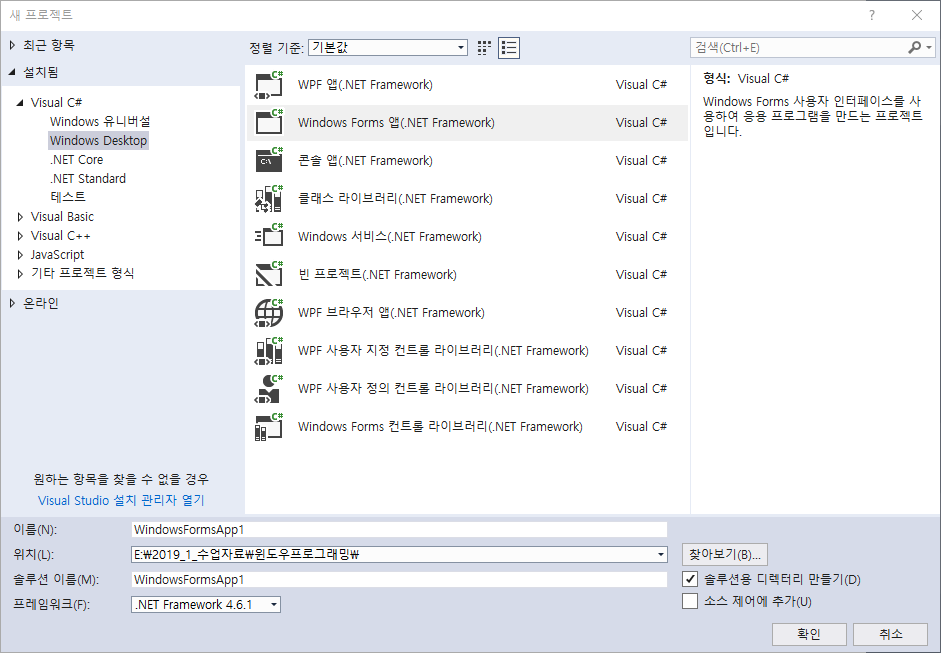 새 프로젝트
최근 항목
설치됨
Visual C#
Windows 유니버설
Windows Desktop
.NET Core
.NET Standard
테스트
Visual Basic
Visual C++
JavaScript
기타 프로젝트 형식
온라인
원하는 항목을 찾을 수 없을 경우
Visual Studio 설치 관리자 열기
정렬 기준: 기본값
WPF 앱(.NET Framework) Visual C#
Windows Forms 앱(.NET Framework) Visual C#
콘솔 앱(.NET Framework) Visual C#
클래스 라이브러리(.NET Framework) Visual C#
Windows 서비스(.NET Framework) Visual C#
빈 프로젝트(.NET Framework) Visual C#
WPF 브라우저 앱(.NET Framework) Visual C#
WPF 사용자 지정 컨트롤 라이브러리(.NET Framework) Visual C#
WPF 사용자 정의 컨트롤 라이브러리(.NET Framework) Visual C#
Windows Forms 컨트롤 라이브러리(.NET Framework) Visual C#
검색(Ctrl+E)
형식: Visual C#
Windows Forms 사용자 인터페이스를 사
용하여 응용 프로그램을 만드는 프로젝트
입니다.
이름(N): WindowsFormsApp1
위치(L): E:₩2019_1_수업자료₩윈도우프로그래밍₩ 찾아보기(B)...
솔루션 이름(M): WindowsFormsApp1 솔루션용 디렉터리 만들기(D)
프레임워크(F): .NET Framework 4.6.1 소스 제어에 추가(U)
확인 취소